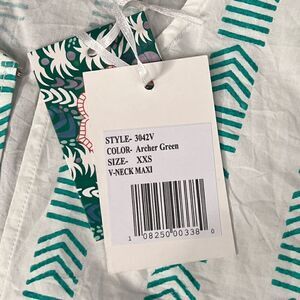 STYLE- 3042V
COLOR- Archer Green
SIZE- XXS
V-NECK MAXI
1 08250 00338 0